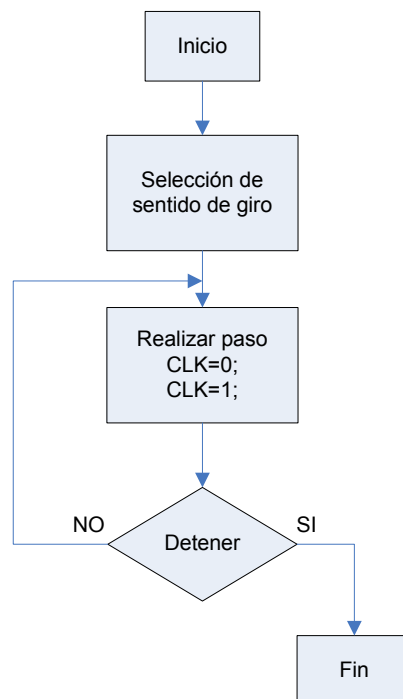 Inicio
Selección de
sentido de giro
Realizar paso
CLK=0;
CLK=1;
NO
SI
Detener
Fin